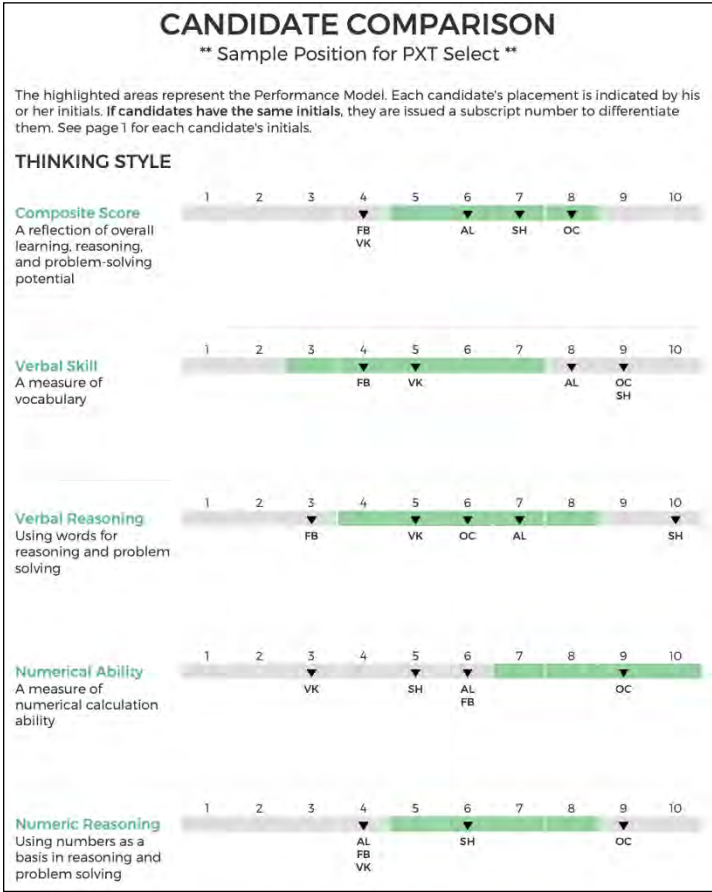 CANDIDATE COMPARISON
** Sample Position for PXT Select **
The highlighted areas represent the Performance Model. Each candidate's placement is indicated by his
or her initials. If candidates have the same initials, they are issued a subscript number to differentiate
them. See page 1 for each candidate's initials.
THINKING STYLE
1 2 3 4 5 6 7 8 9 10
Composite Score
A reflection of overall
learning, reasoning,
and problem-solving
potential
FB AL SH OC
VK
1 2 3 4 5 6 7 8 9 10
Verbal Skill
A measure of
vocabulary
FB VK AL OC
SH
1 2 3 4 5 6 7 8 9 10
Verbal Reasoning
Using words for
reasoning and problem
solving
FB VK OC AL SH
1 2 3 4 5 6 7 8 9 10
Numerical Ability
A measure of
numerical calculation
ability
VK SH AL OC
FB
1 2 3 4 5 6 7 8 9 10
Numeric Reasoning
Using numbers as a
basis in reasoning and
problem solving
AL SH OC
FB
VK